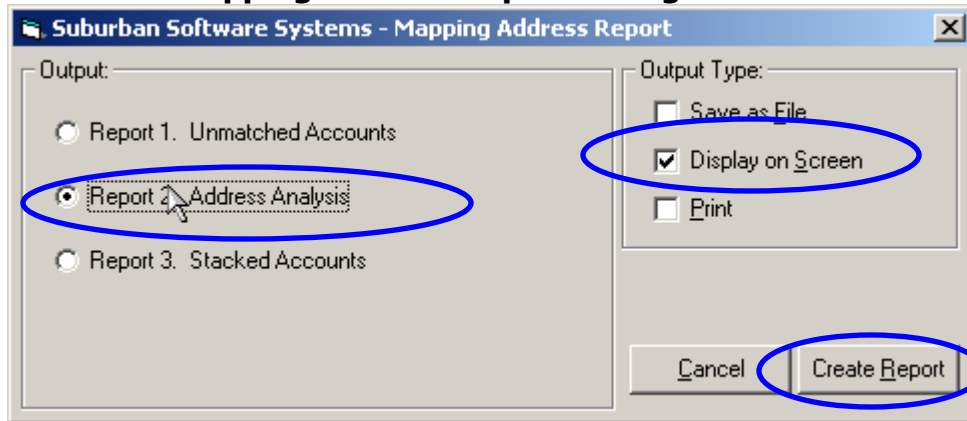 Suburban Software Systems - Mapping Address Report
Output:
Report 1. Unmatched Accounts
Report 2. Address Analysis
Report 3. Stacked Accounts
Output Type:
Save as File
Display on Screen
Print
Cancel
Create Report